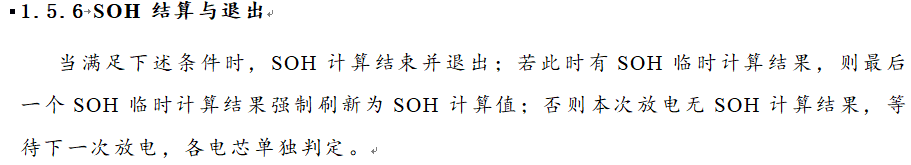 1.5.6 SOH 结算与退出
当满足下述条件时，SOH 计算结束并退出；若此时有 SOH 临时计算结果，则最后
一个 SOH 临时计算结果强制刷新为 SOH 计算值；否则本次放电无 SOH 计算结果，等
待下一次放电，各电芯单独判定。